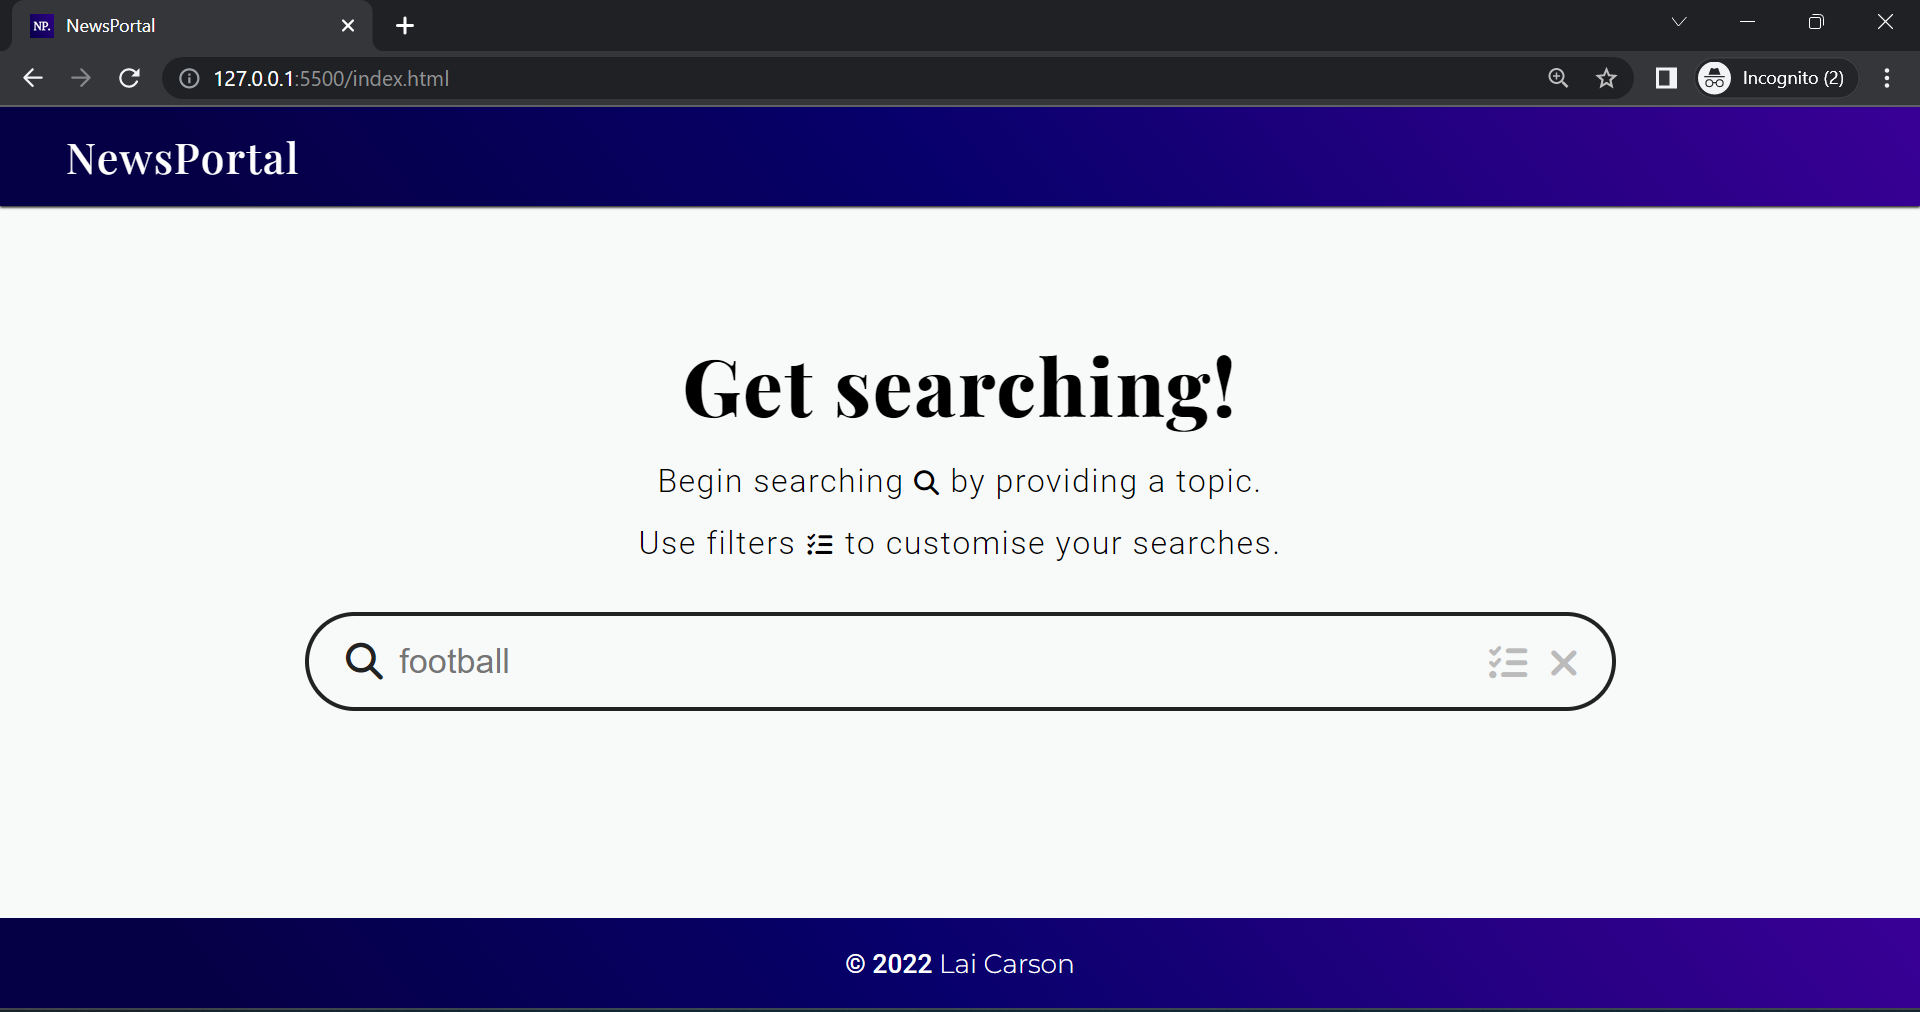 NP. NewsPortal
127.0.0.1:5500/index.html
Incognito (2)
NewsPortal
Get searching!
Begin searching by providing a topic.
Use filters to customise your searches.
football
© 2022 Lai Carson